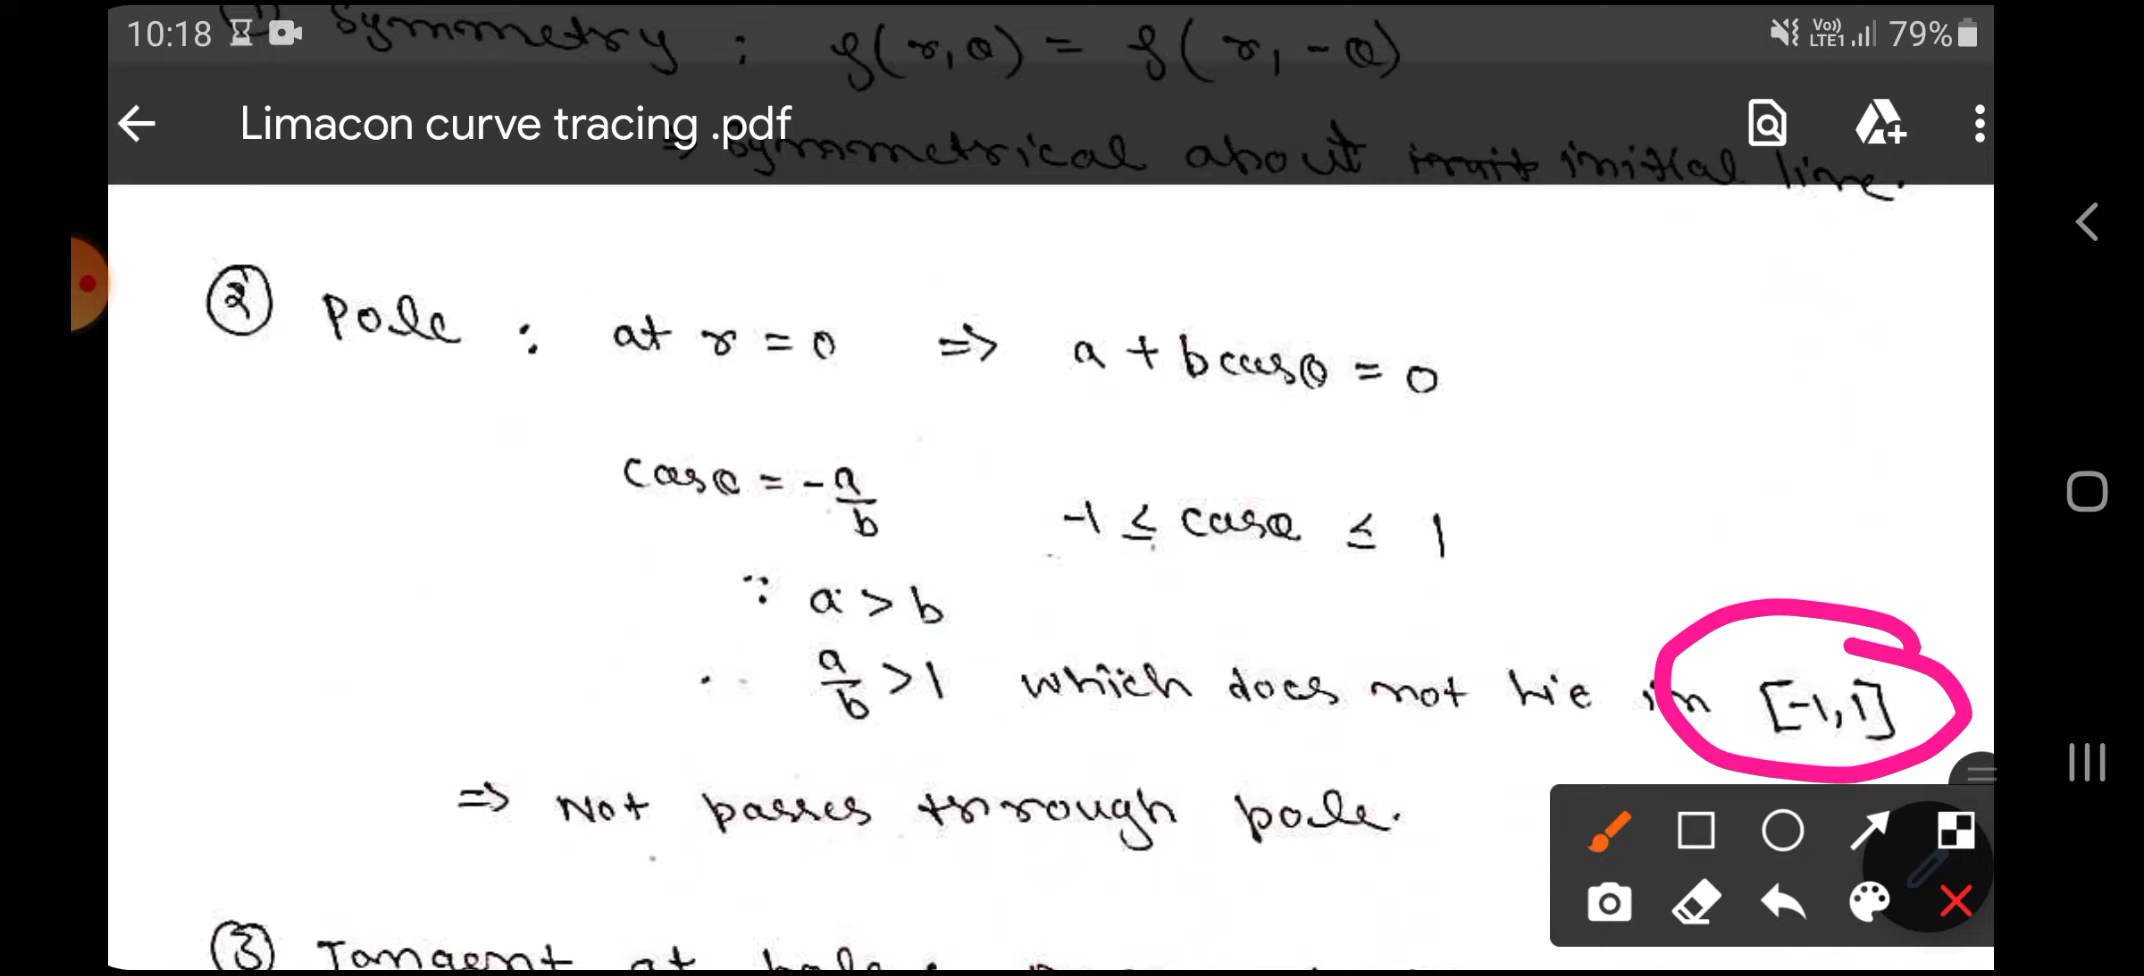 10:18 Vo)) LTE1 79%
Symmetry : f(r,θ) = f(r, -θ)
Limacon curve tracing .pdf
⇒ Symmetrical about initial line.
② Pole : at r = 0 => a + b cosθ = 0
cosθ = -a/b -1 ≤ cosθ ≤ 1
∵ a > b
∴ a/b > 1 which does not lie in [-1,1]
=> Not passes through pole.
③ Tangent at pole :